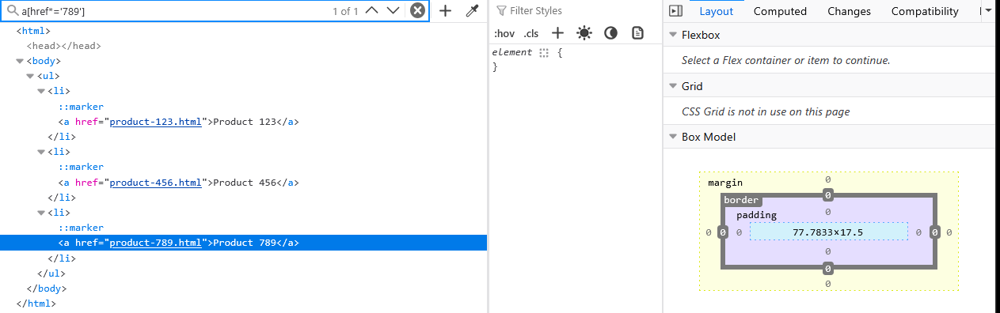 a[href*='789'] 1 of 1
<html>
<head></head>
<body>
<ul>
<li>
::marker
<a href="product-123.html">Product 123</a>
</li>
<li>
::marker
<a href="product-456.html">Product 456</a>
</li>
<li>
::marker
<a href="product-789.html">Product 789</a>
</li>
</ul>
</body>
</html>
Filter Styles
:hov .cls
element {
}
Layout Computed Changes Compatibility
Flexbox
Select a Flex container or item to continue.
Grid
CSS Grid is not in use on this page
Box Model
margin 0
border 0
padding 0
0 0 0 77.7833×17.5 0 0 0
0
0
0